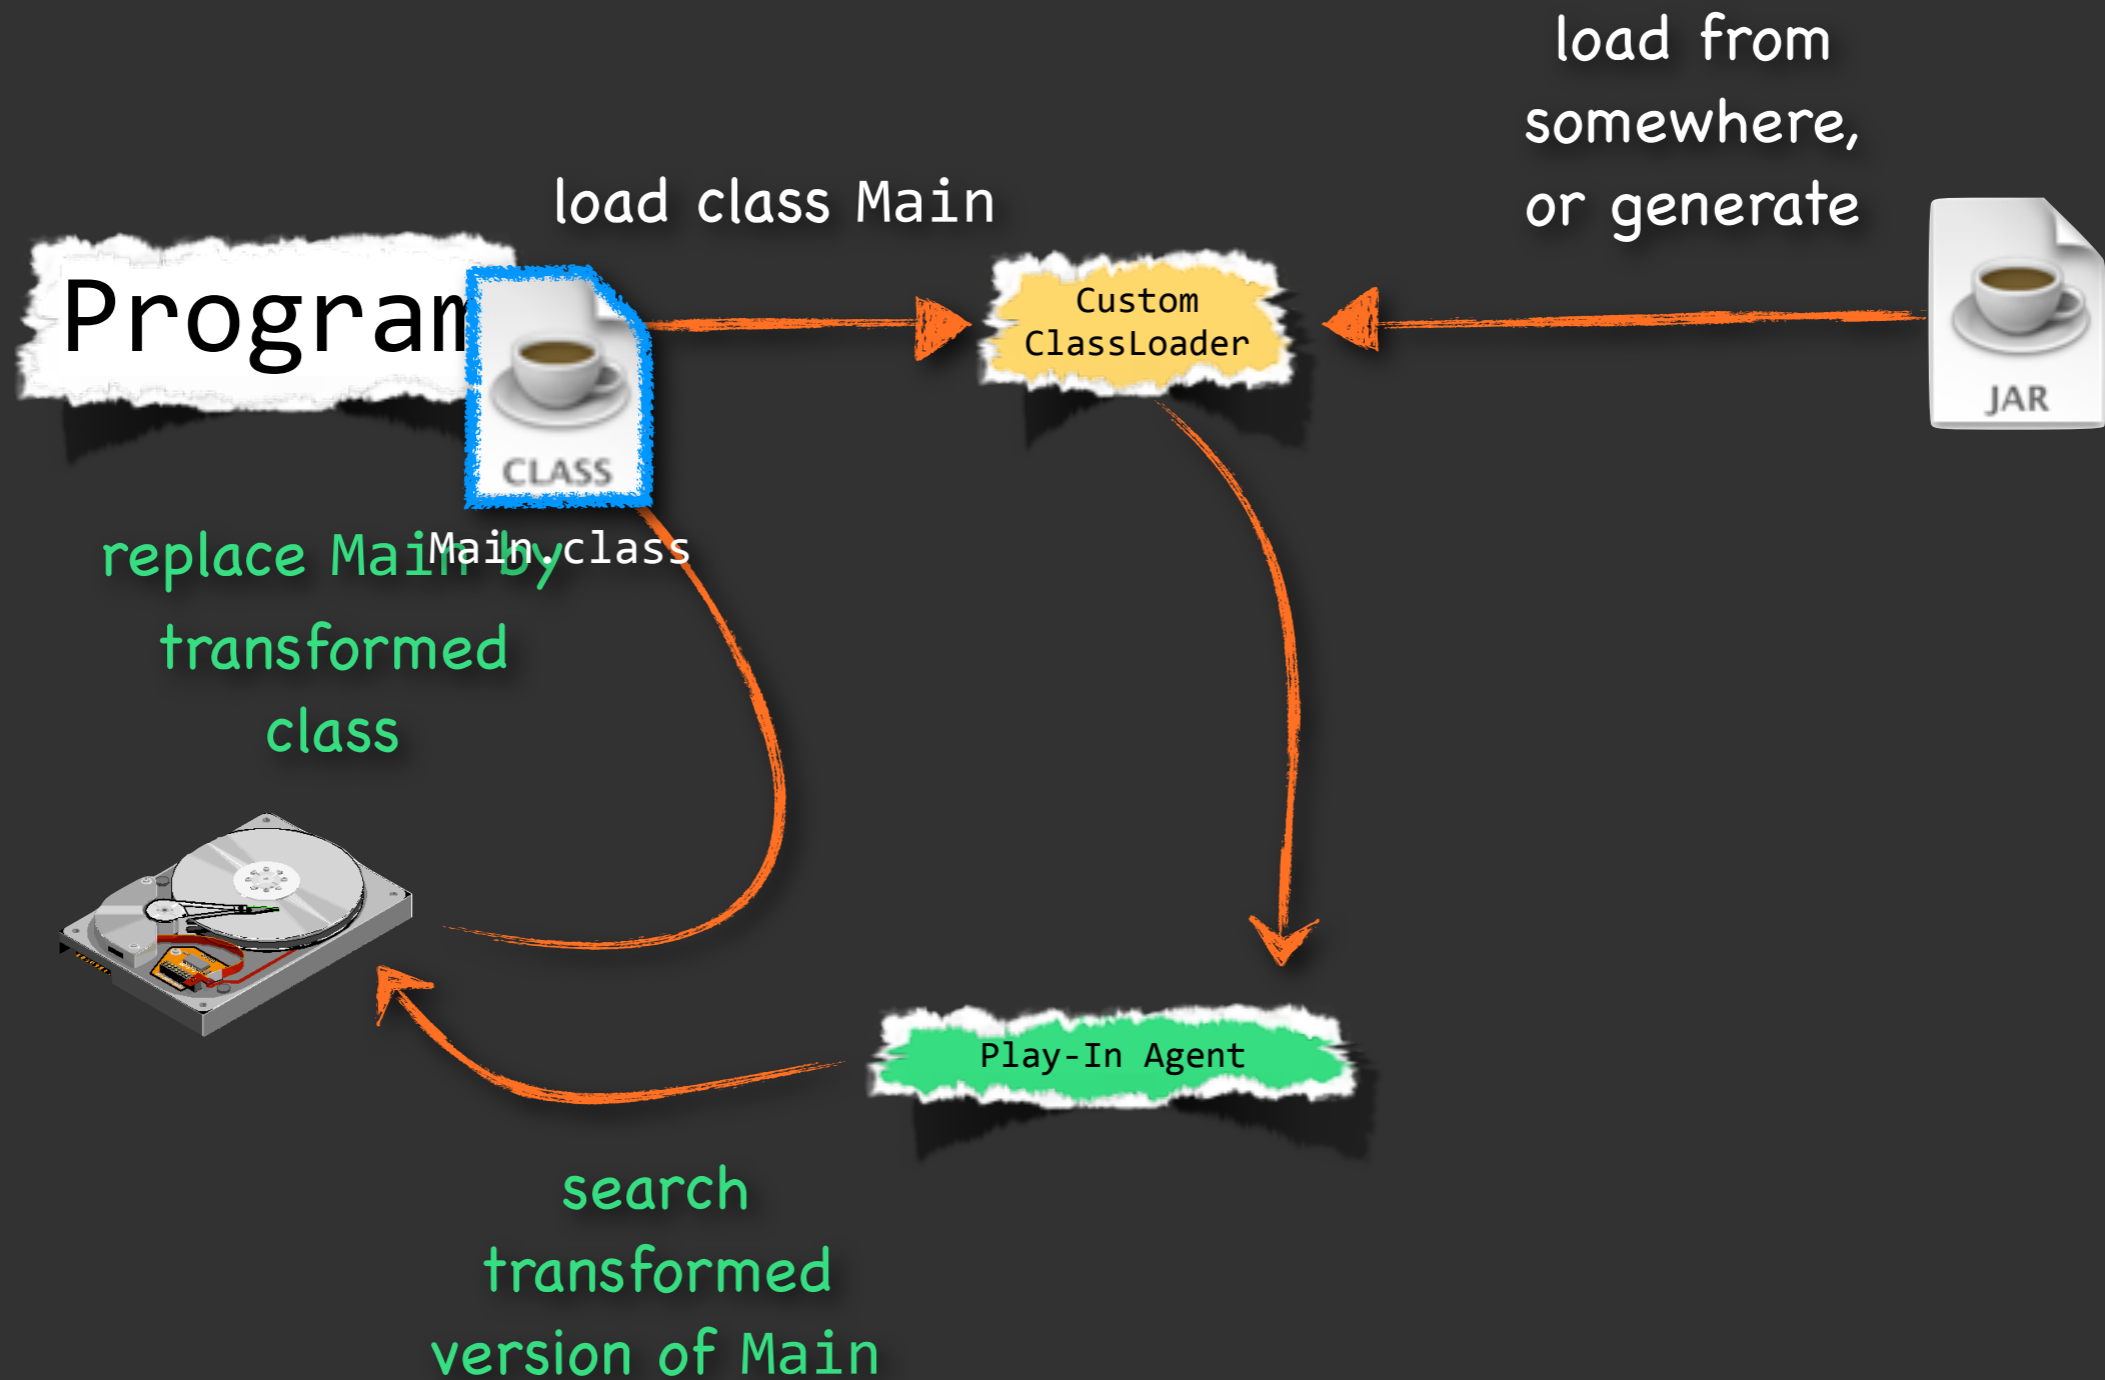 load from
somewhere,
or generate
load class Main
Program
Custom
ClassLoader
CLASS
JAR
Main.class
replace Main by
transformed
class
Play-In Agent
search
transformed
version of Main